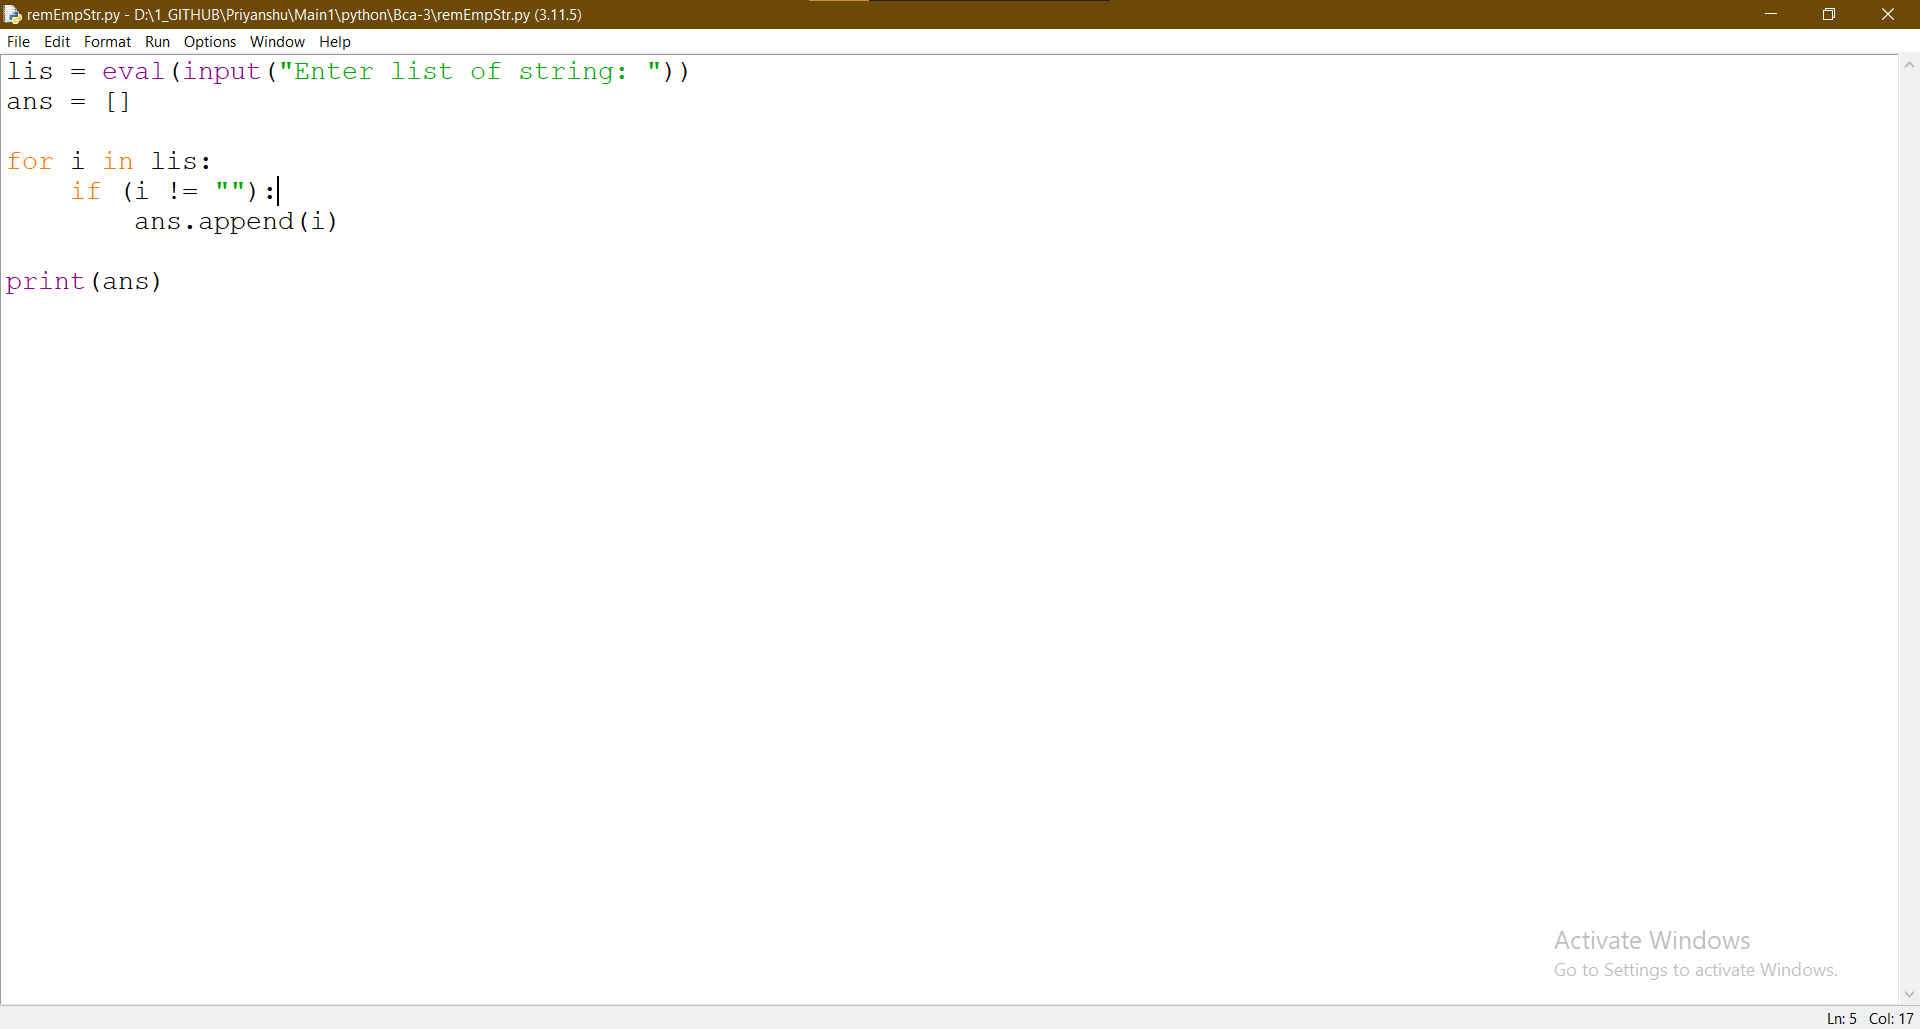 remEmpStr.py - D:\1_GITHUB\Priyanshu\Main1\python\Bca-3\remEmpStr.py (3.11.5)
File Edit Format Run Options Window Help
lis = eval(input("Enter list of string: "))
ans = []
for i in lis:
    if (i != ""):
        ans.append(i)
print(ans)
Activate Windows
Go to Settings to activate Windows.
Ln: 5 Col: 17